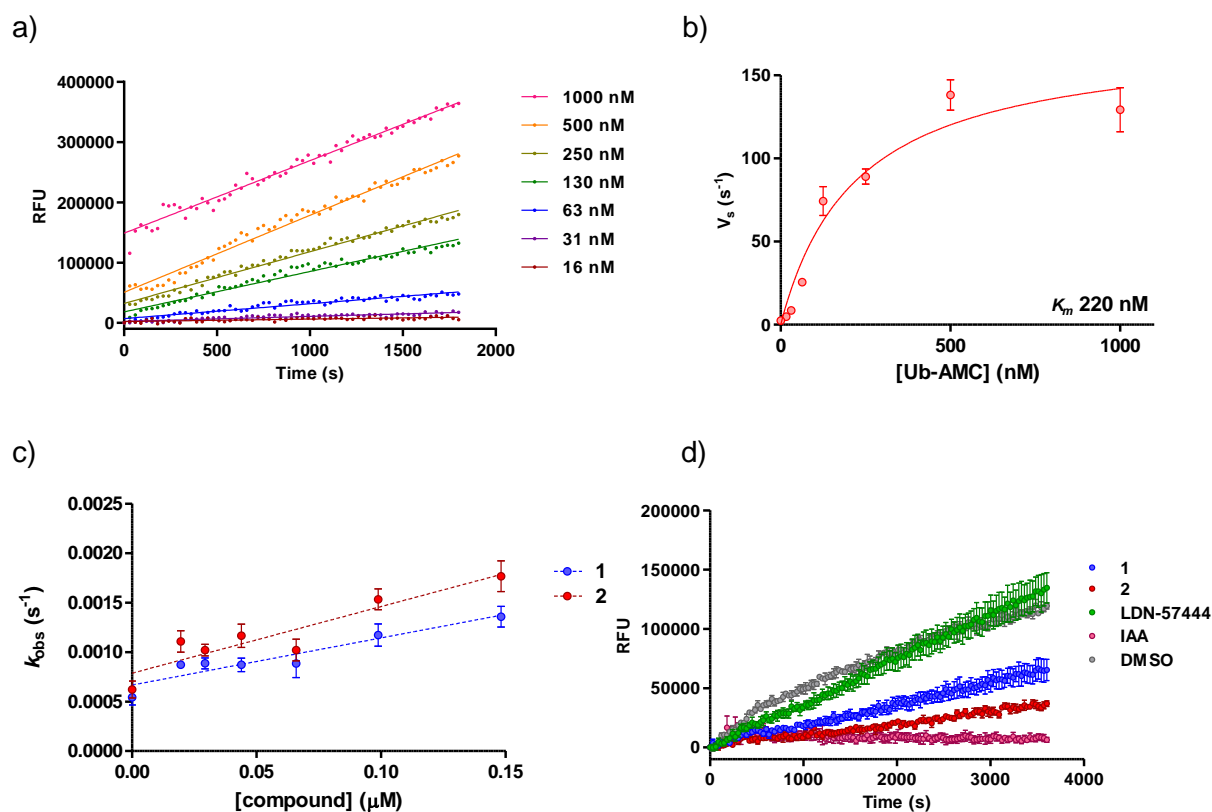 a)
RFU
400000
300000
200000
100000
0
0
500
1000
1500
2000
Time (s)
1000 nM
500 nM
250 nM
130 nM
63 nM
31 nM
16 nM
b)
Vs (s-1)
150
100
50
0
0
500
1000
[Ub-AMC] (nM)
Km 220 nM
c)
kobs (s-1)
0.0025
0.0020
0.0015
0.0010
0.0005
0.0000
0.00
0.05
0.10
0.15
[compound] (μM)
1
2
d)
RFU
200000
150000
100000
50000
0
0
1000
2000
3000
4000
Time (s)
1
2
LDN-57444
IAA
DMSO